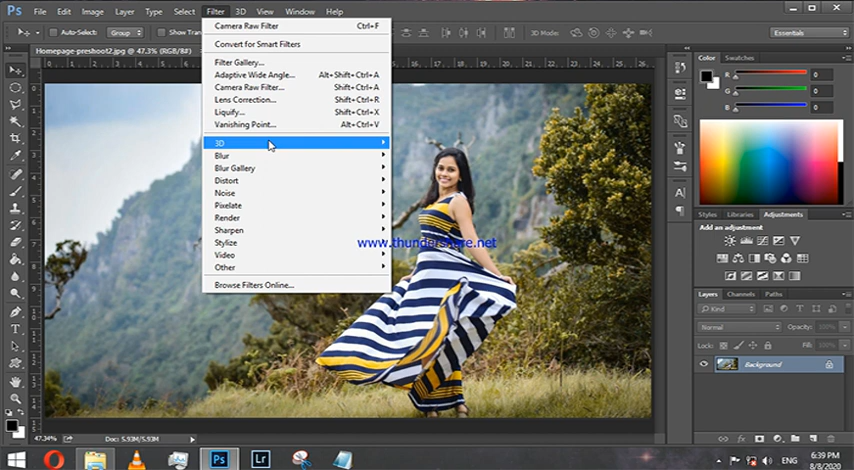 Ps File Edit Image Layer Type Select Filter 3D View Window Help
Auto-Select: Group Show Tran 3D Mode: Essentials
Homepage-preshoot2.jpg @ 47.3% (RGB/8#)
Camera Raw Filter Ctrl+F
Convert for Smart Filters
Filter Gallery...
Adaptive Wide Angle... Alt+Shift+Ctrl+A
Camera Raw Filter... Shift+Ctrl+A
Lens Correction... Shift+Ctrl+R
Liquify... Shift+Ctrl+X
Vanishing Point... Alt+Ctrl+V
3D
Blur
Blur Gallery
Distort
Noise
Pixelate
Render
Sharpen
Stylize
Video
Other
Browse Filters Online...
www.thundershare.net
Color Swatches
R 0
G 0
B 0
Styles Libraries Adjustments
Add an adjustment
Layers Channels Paths
Kind
Normal Opacity:
Lock: Fill:
Background
47.34% Doc: 5.93M/5.93M
Ps Lr
ENG
6:39 PM
8/8/2020